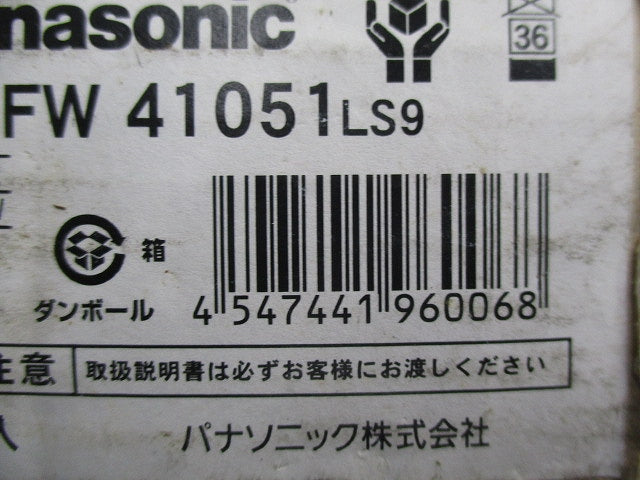 nasonic
36
FW 41051LS9
箱
ダンボール
4 547441 960068
注意
取扱説明書は必ずお客様にお渡しください
パナソニック株式会社